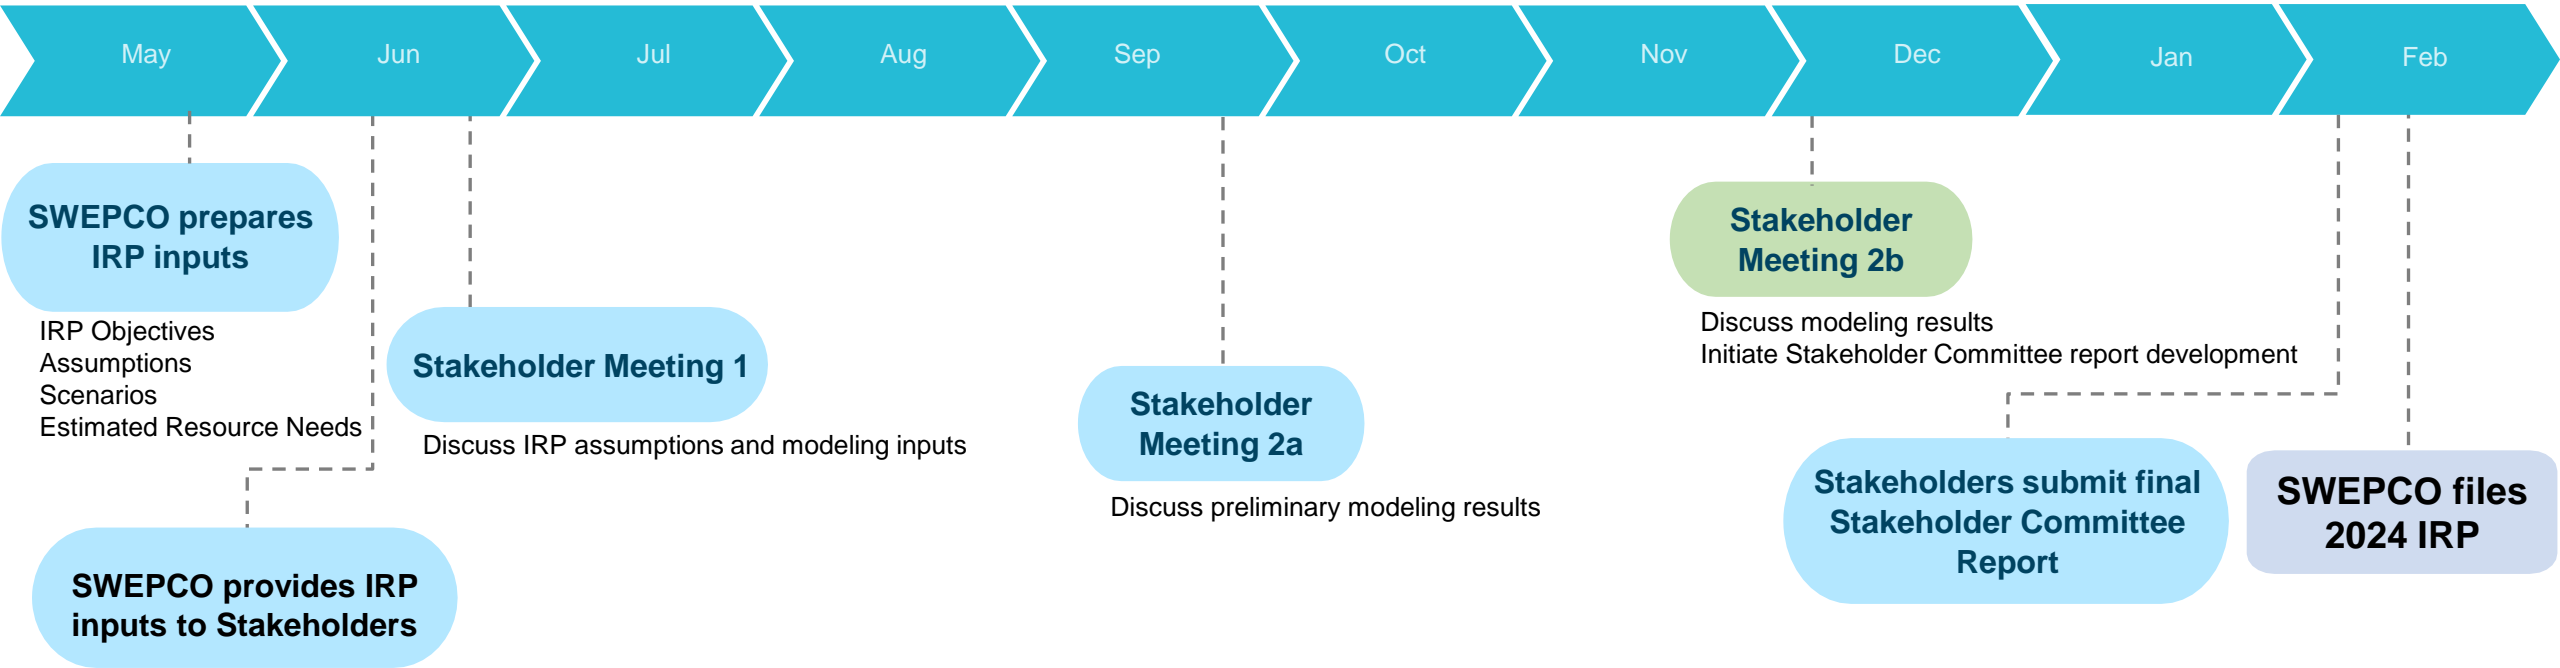 May
Jun
Jul
Aug
Sep
Oct
Nov
Dec
Jan
Feb
SWEPCO prepares
IRP inputs
IRP Objectives
Assumptions
Scenarios
Estimated Resource Needs
SWEPCO provides IRP
inputs to Stakeholders
Stakeholder Meeting 1
Discuss IRP assumptions and modeling inputs
Stakeholder
Meeting 2a
Discuss preliminary modeling results
Stakeholder
Meeting 2b
Discuss modeling results
Initiate Stakeholder Committee report development
Stakeholders submit final
Stakeholder Committee
Report
SWEPCO files
2024 IRP